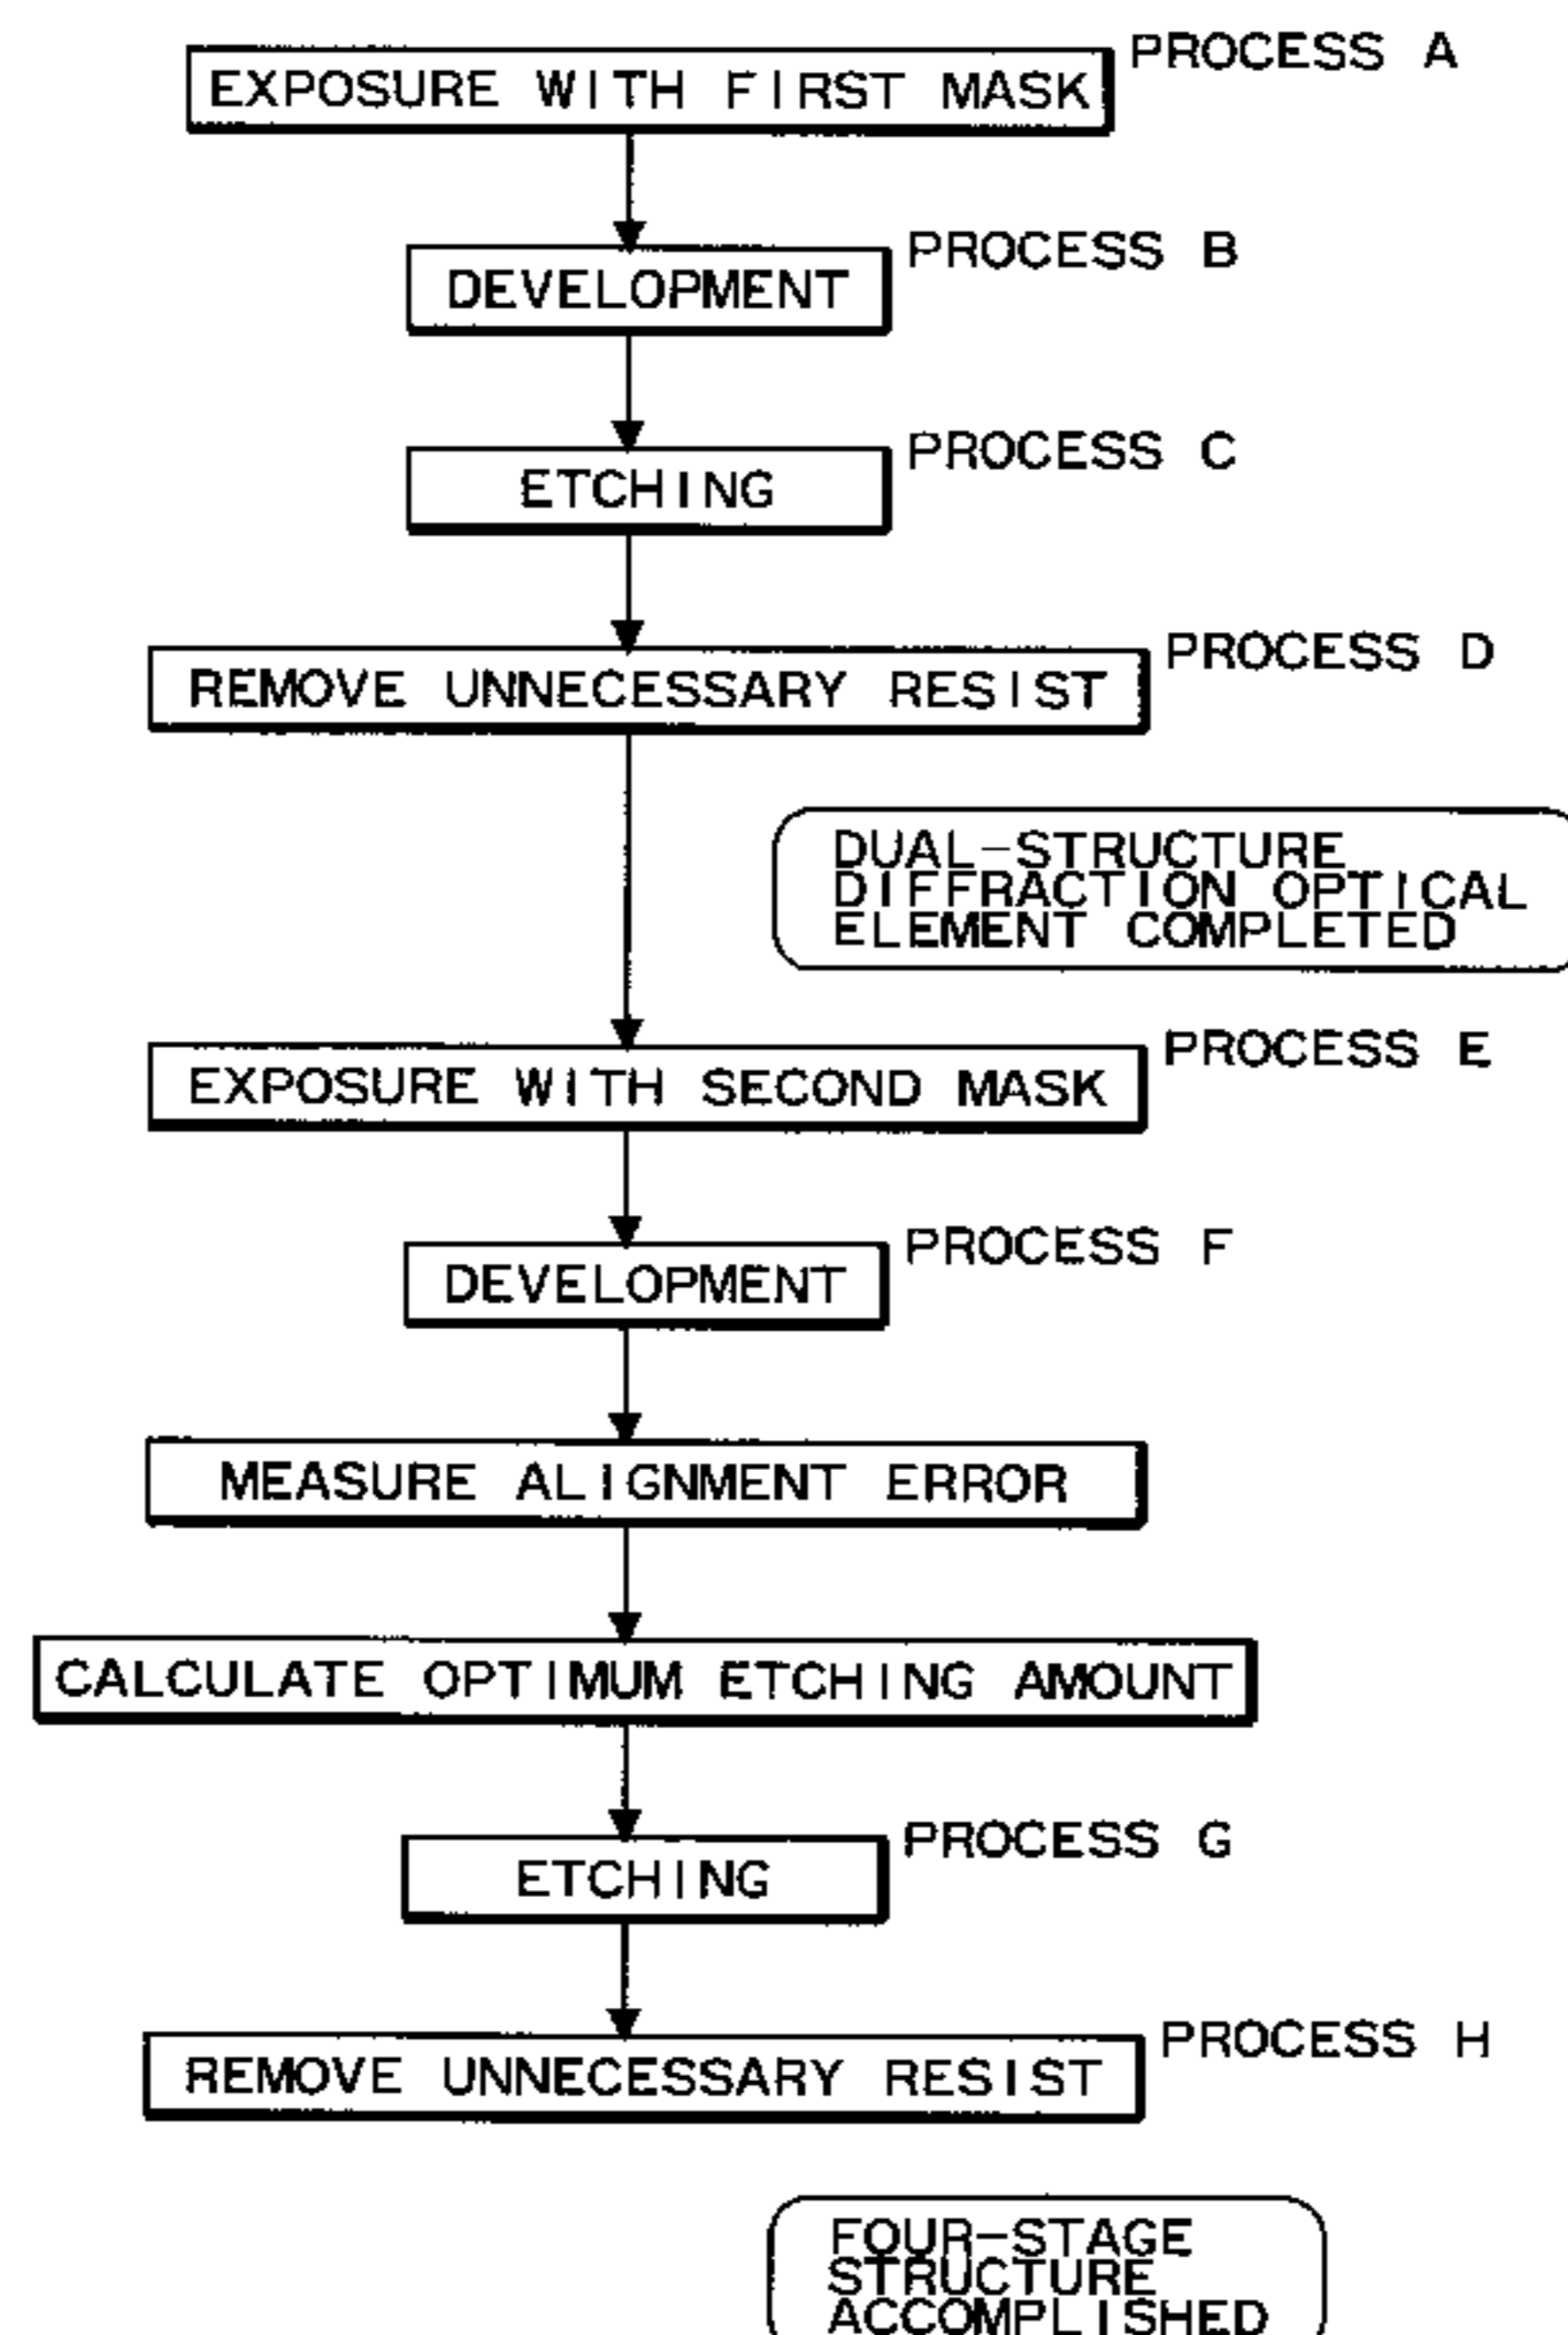 PROCESS A
EXPOSURE WITH FIRST MASK
PROCESS B
DEVELOPMENT
PROCESS C
ETCHING
PROCESS D
REMOVE UNNECESSARY RESIST
DUAL-STRUCTURE
DIFFRACTION OPTICAL
ELEMENT COMPLETED
PROCESS E
EXPOSURE WITH SECOND MASK
PROCESS F
DEVELOPMENT
MEASURE ALIGNMENT ERROR
CALCULATE OPTIMUM ETCHING AMOUNT
PROCESS G
ETCHING
PROCESS H
REMOVE UNNECESSARY RESIST
FOUR-STAGE
STRUCTURE
ACCOMPLISHED